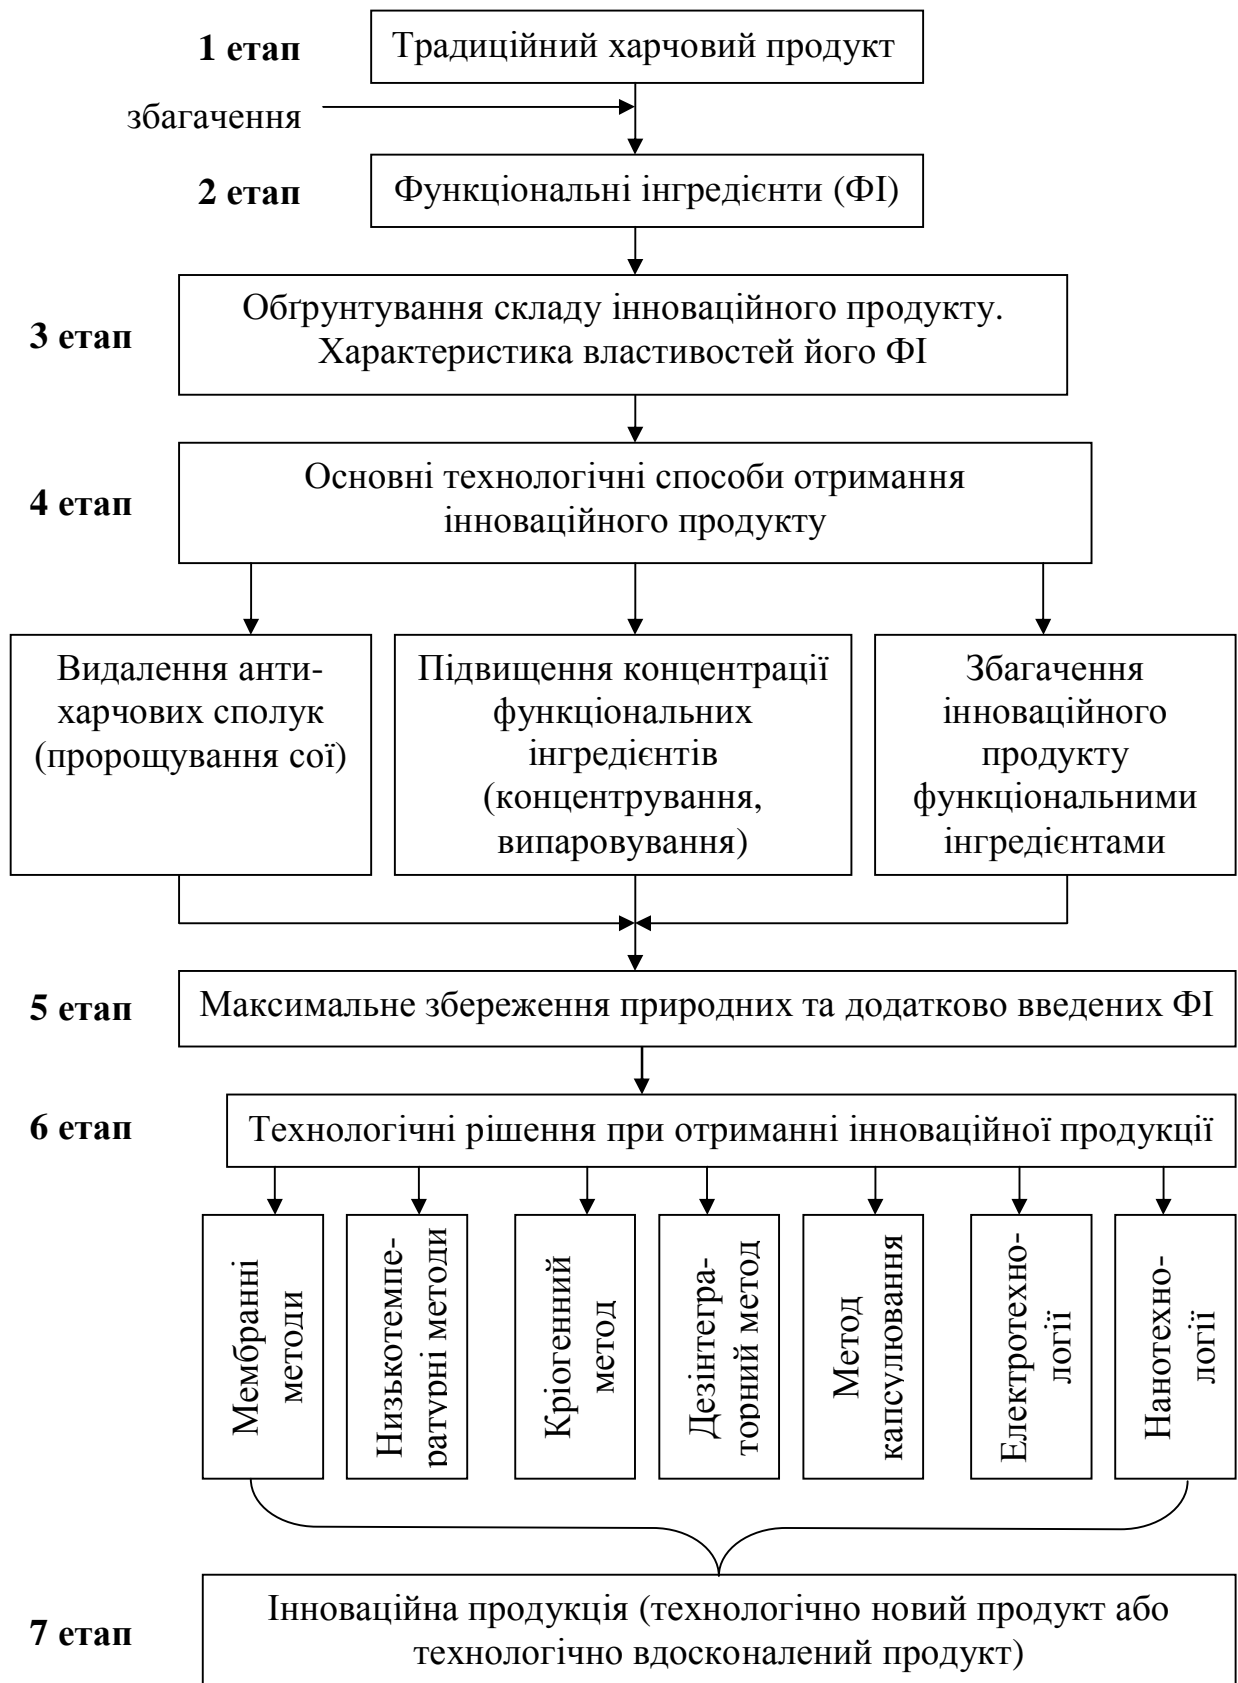 1 етап
Традиційний харчовий продукт
збагачення
2 етап
Функціональні інгредієнти (ФІ)
3 етап
Обґрунтування складу інноваційного продукту.
Характеристика властивостей його ФІ
4 етап
Основні технологічні способи отримання
інноваційного продукту
Видалення анти-
харчових сполук
(пророщування сої)
Підвищення концентрації
функціональних
інгредієнтів
(концентрування,
випаровування)
Збагачення
інноваційного
продукту
функціональними
інгредієнтами
5 етап
Максимальне збереження природних та додатково введених ФІ
6 етап
Технологічні рішення при отриманні інноваційної продукції
Мембранні
методи
Низькотемпе-
ратурні методи
Кріогенний
метод
Дезінтегра-
торний метод
Метод
капсулювання
Електротехно-
логії
Нанотехно-
логії
7 етап
Інноваційна продукція (технологічно новий продукт або
технологічно вдосконалений продукт)